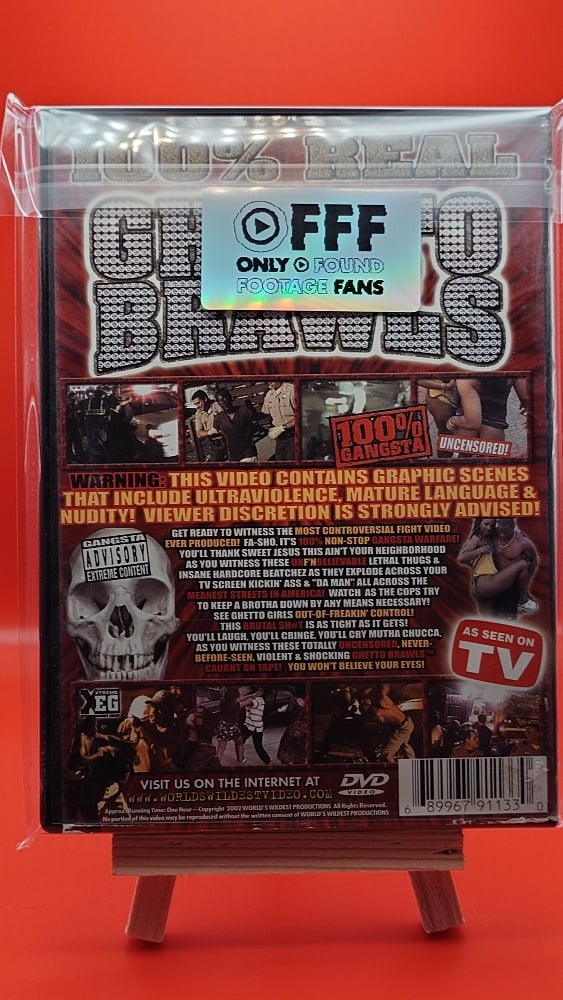 100% REAL
FFF
ONLY FOUND
FOOTAGE FANS
BRAWLS
100%
GANGSTA
UNCENSORED!
WARNING: THIS VIDEO CONTAINS GRAPHIC SCENES
THAT INCLUDE ULTRAVIOLENCE, MATURE LANGUAGE &
NUDITY! VIEWER DISCRETION IS STRONGLY ADVISED!
GANGSTA
ADVISORY
EXTREME CONTENT
GET READY TO WITNESS THE MOST CONTROVERSIAL FIGHT VIDEO
EVER PRODUCED! FA-SHO, IT'S 100% NON-STOP GANGSTA WARFARE!
YOU'LL THANK SWEET JESUS THIS AIN'T YOUR NEIGHBORHOOD
AS YOU WITNESS THESE UNF'NBELIEVABLE LETHAL THUGS &
INSANE HARDCORE BEATCHEZ AS THEY EXPLODE ACROSS YOUR
TV SCREEN KICKIN' ASS & "DA MAN" ALL ACROSS THE
MEANEST STREETS IN AMERICA! WATCH AS THE COPS TRY
TO KEEP A BROTHA DOWN BY ANY MEANS NECESSARY!
SEE GHETTO GIRLS OUT-OF-FREAKIN' CONTROL!
THIS BRUTAL SH#T IS AS TIGHT AS IT GETS!
YOU'LL LAUGH, YOU'LL CRINGE, YOU'LL CRY MUTHA CHUCCA,
AS YOU WITNESS THESE TOTALLY UNCENSORED, NEVER-
BEFORE-SEEN, VIOLENT & SHOCKING GHETTO BRAWLS™
CAUGHT ON TAPE! YOU WON'T BELIEVE YOUR EYES!
AS SEEN ON
TV
XTREME
XEG
VISIT US ON THE INTERNET AT
WWW.WORLDSWILDESTVIDEO.COM
DVD
VIDEO
Approx. Running Time: One Hour – Copyright 2002 WORLD'S WILDEST PRODUCTIONS All Rights Reserved.
No portion of this video may be reproduced without the written consent of WORLD'S WILDEST PRODUCTIONS
6 89967 91133 0